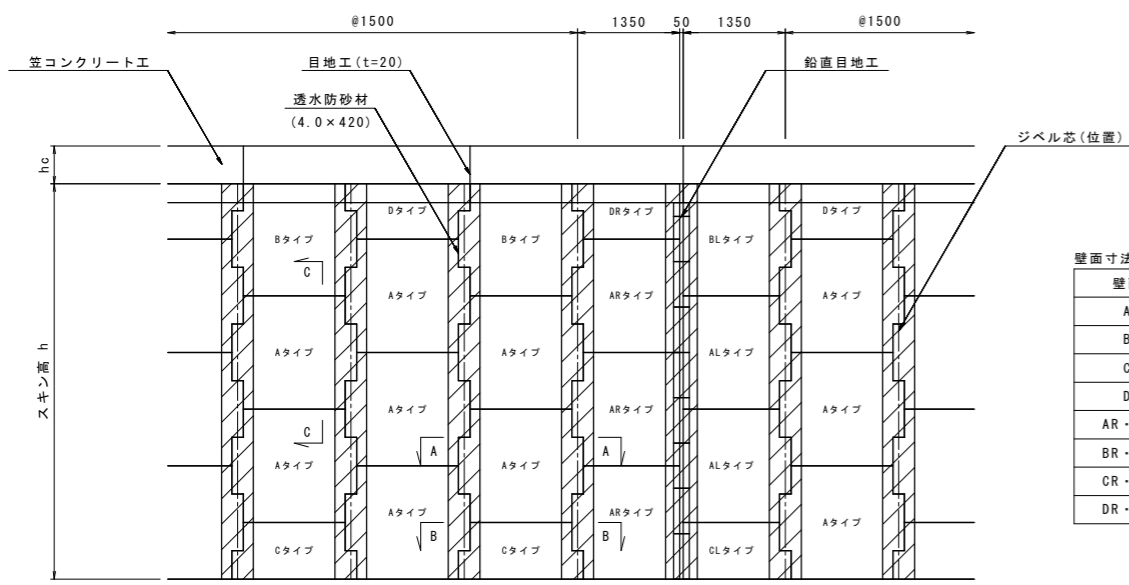 @1500
1350
50
1350
@1500
笠コンクリート工
目地工(t=20)
鉛直目地工
透水防砂材
(4.0×420)
ジベル芯(位置)
hc
スキン高 h
Dタイプ
DRタイプ
Dタイプ
Bタイプ
Bタイプ
BLタイプ
C
Aタイプ
ARタイプ
Aタイプ
Aタイプ
Aタイプ
ALタイプ
C
Aタイプ
ARタイプ
Aタイプ
A
A
Aタイプ
Aタイプ
ALタイプ
Aタイプ
ARタイプ
Aタイプ
B
B
Cタイプ
Cタイプ
CLタイプ
壁面寸法
壁
A
B
C
D
AR・
BR・
CR・
DR・